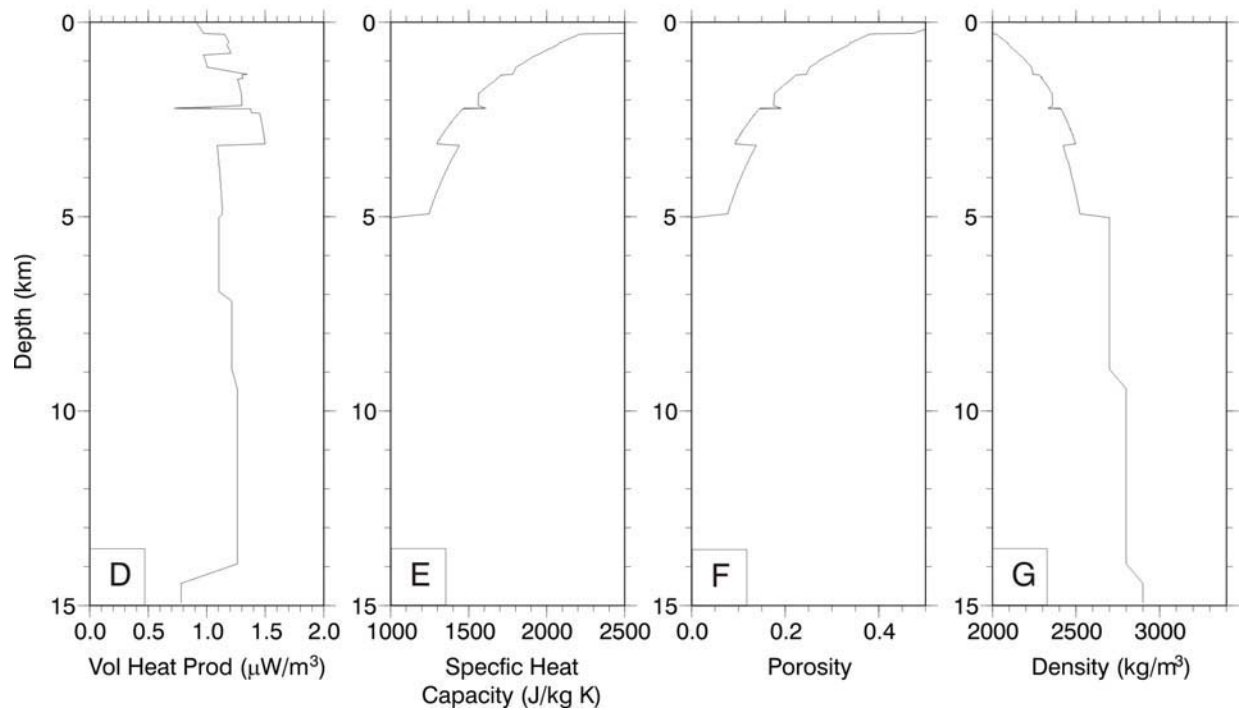 0
5
10
15
Depth (km)
D
0.0 0.5 1.0 1.5 2.0
Vol Heat Prod (μW/m³)
0
5
10
15
E
1000 1500 2000 2500
Specfic Heat
Capacity (J/kg K)
0
5
10
15
F
0.0 0.2 0.4
Porosity
0
5
10
15
G
2000 2500 3000
Density (kg/m³)